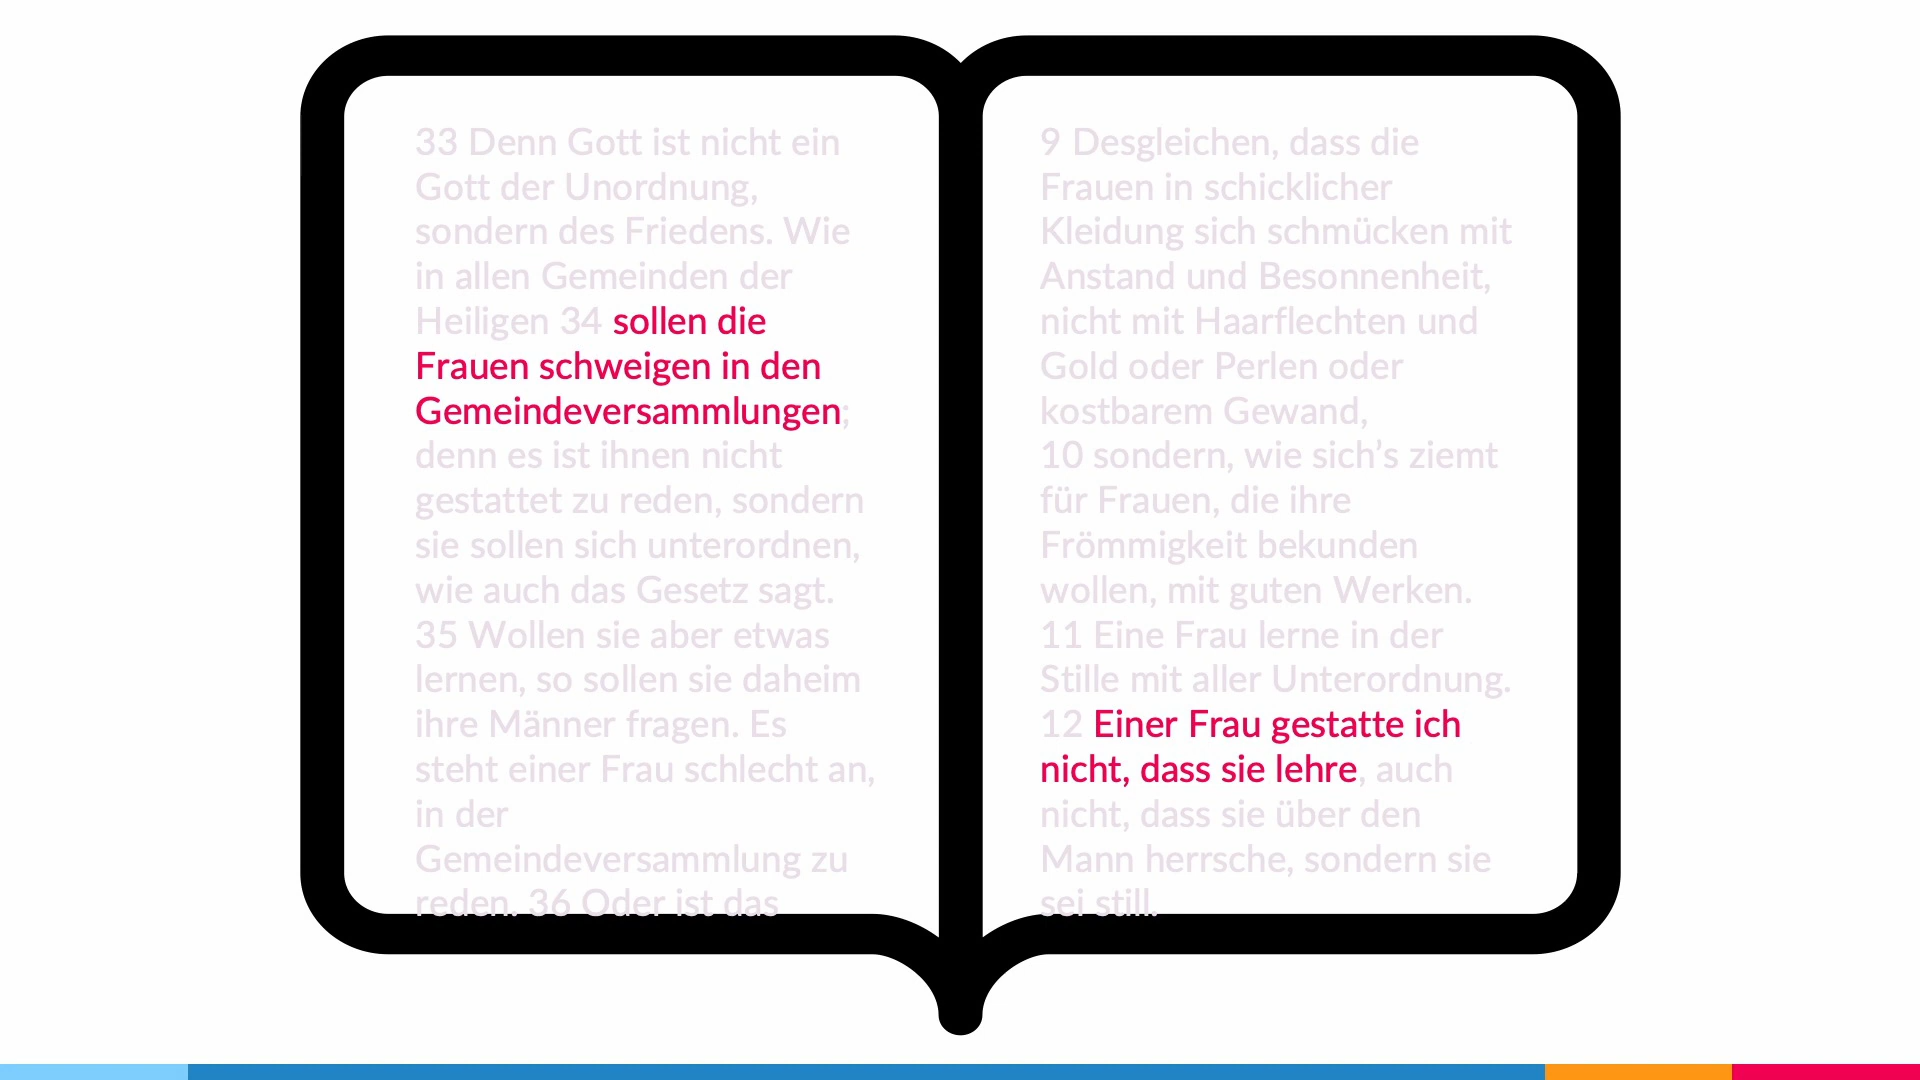 33 Denn Gott ist nicht ein
Gott der Unordnung,
sondern des Friedens. Wie
in allen Gemeinden der
Heiligen 34 sollen die
Frauen schweigen in den
Gemeindeversammlungen;
denn es ist ihnen nicht
gestattet zu reden, sondern
sie sollen sich unterordnen,
wie auch das Gesetz sagt.
35 Wollen sie aber etwas
lernen, so sollen sie daheim
ihre Männer fragen. Es
steht einer Frau schlecht an,
in der
Gemeindeversammlung zu
reden. 36 Oder ist das
9 Desgleichen, dass die
Frauen in schicklicher
Kleidung sich schmücken mit
Anstand und Besonnenheit,
nicht mit Haarflechten und
Gold oder Perlen oder
kostbarem Gewand,
10 sondern, wie sich’s ziemt
für Frauen, die ihre
Frömmigkeit bekunden
wollen, mit guten Werken.
11 Eine Frau lerne in der
Stille mit aller Unterordnung.
12 Einer Frau gestatte ich
nicht, dass sie lehre, auch
nicht, dass sie über den
Mann herrsche, sondern sie
sei still.